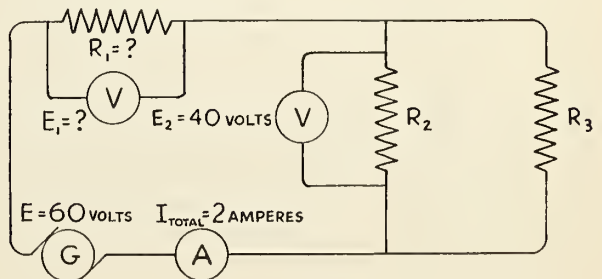 R₁=?
V
E₁=?
E₂=40 VOLTS
V
R₂
R₃
E=60 VOLTS
I TOTAL=2 AMPERES
G
A